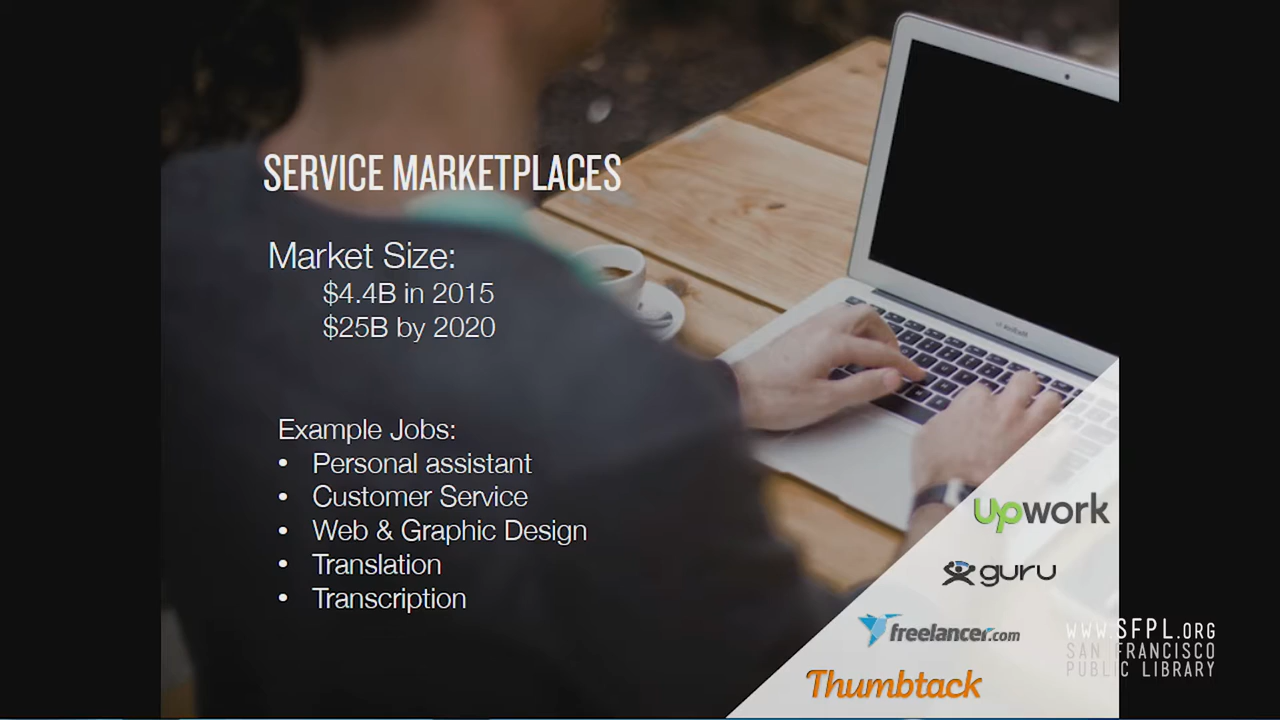 SERVICE MARKETPLACES
Market Size:
$4.4B in 2015
$25B by 2020
Example Jobs:
• Personal assistant
• Customer Service
• Web & Graphic Design
• Translation
• Transcription
Upwork
guru
freelancer.com
Thumbtack
WWW.SFPL.ORG
SAN FRANCISCO
PUBLIC LIBRARY